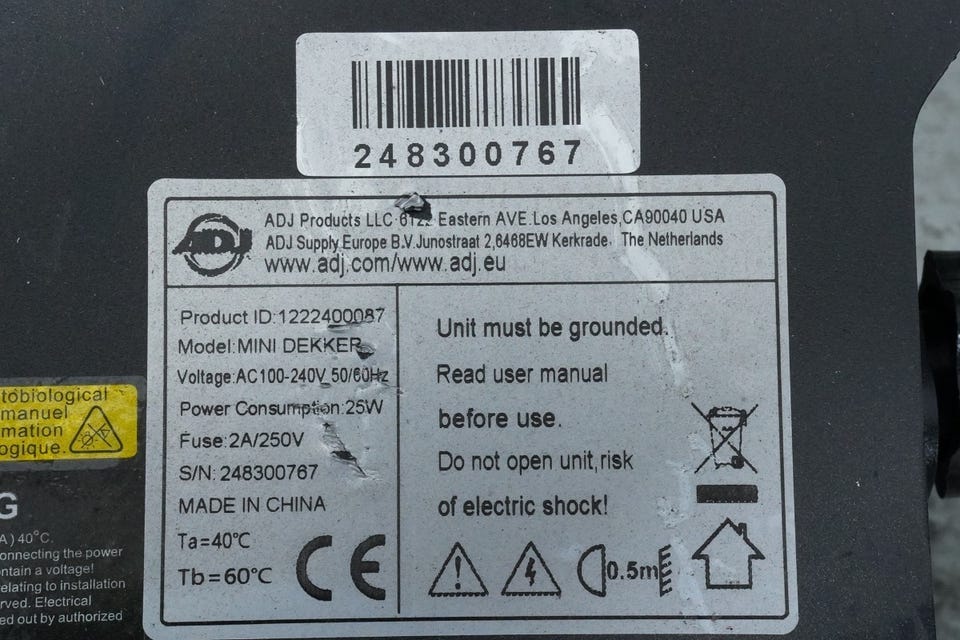 248300767
ADJ
ADJ Products LLC Eastern AVE.Los Angeles,CA90040 USA
ADJ Supply Europe B.V.Junostraat 2,6468EW Kerkrade, The Netherlands
www.adj.com/www.adj.eu
Product ID:1222400087
Model:MINI DEKKER
Voltage:AC100-240V 50/60Hz
Power Consumption:25W
Fuse:2A/250V
S/N: 248300767
MADE IN CHINA
Ta=40°C
Tb=60°C
CE
Unit must be grounded.
Read user manual
before use.
Do not open unit,risk
of electric shock!
0.5m
tobiological
manuel
mation
ogique.
G
A ) 40°C.
onnecting the power
ntain a voltage!
relating to installation
rved. Electrical
ed out by authorized